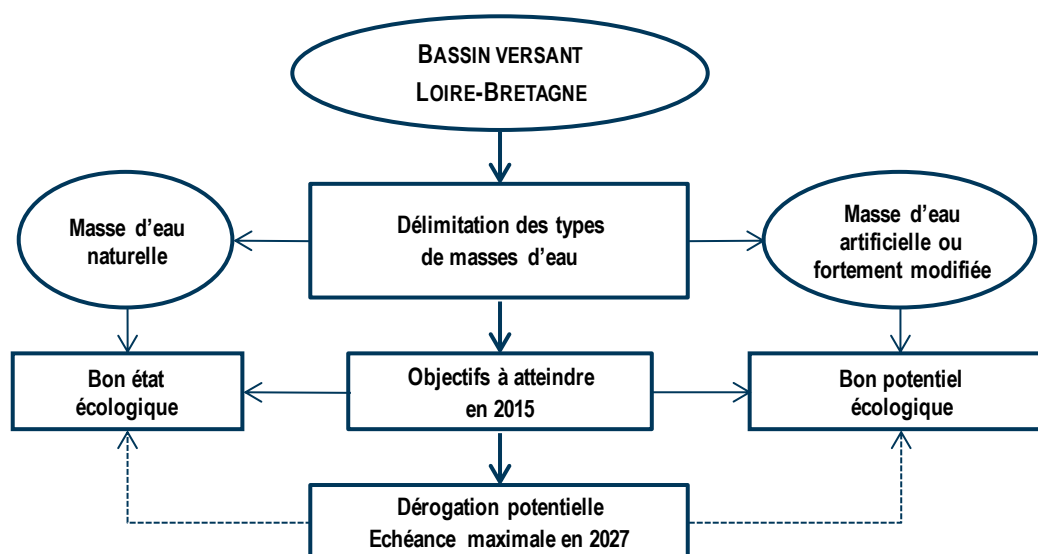 BASSIN VERSANT
LOIRE-BRETAGNE
Masse d'eau
naturelle
Délimitation des types
de masses d'eau
Masse d'eau
artificielle ou
fortement modifiée
Bon état
écologique
Objectifs à atteindre
en 2015
Bon potentiel
écologique
Dérogation potentielle
Echéance maximale en 2027